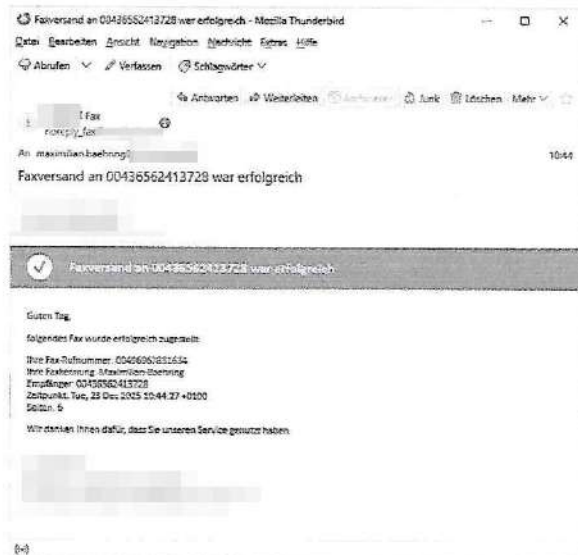 Faxversand an 00436562413728 war erfolgreich - Mozilla Thunderbird
Datei Bearbeiten Ansicht Navigation Nachricht Extras Hilfe
Abrufen Verfassen Schlagwörter
Antworten Weiterleiten Junk Löschen Mehr
Fax
noreply_fax
An maximilian.baehring
10:44
Faxversand an 00436562413728 war erfolgreich
Faxversand an 00436562413728 war erfolgreich
Guten Tag,
folgendes Fax wurde erfolgreich zugestellt
Ihre Fax-Rufnummer: 00496962831634
Ihre Faxkennung: Maximilian-Baehring
Empfänger: 00436562413728
Zeitpunkt: Tue, 23 Dec 2025 10:44:27 +0100
Seiten: 6
Wir danken Ihnen dafür, dass Sie unseren Service genutzt haben.